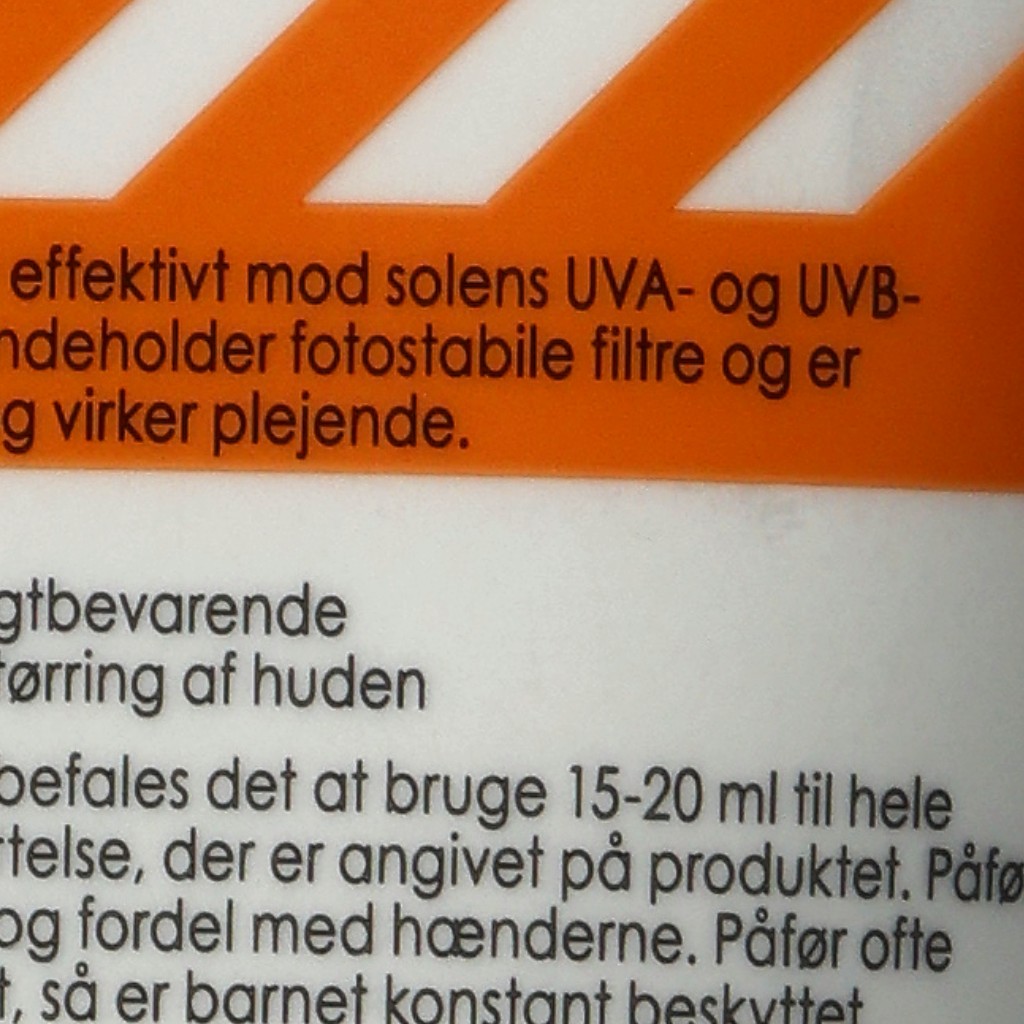 effektivt mod solens UVA- og UVB-
ndeholder fotostabile filtre og er
g virker plejende.
gtbevarende
tørring af huden
befales det at bruge 15-20 ml til hele
ttelse, der er angivet på produktet. Påfø
og fordel med hænderne. Påfør ofte
t, så er barnet konstant beskyttet